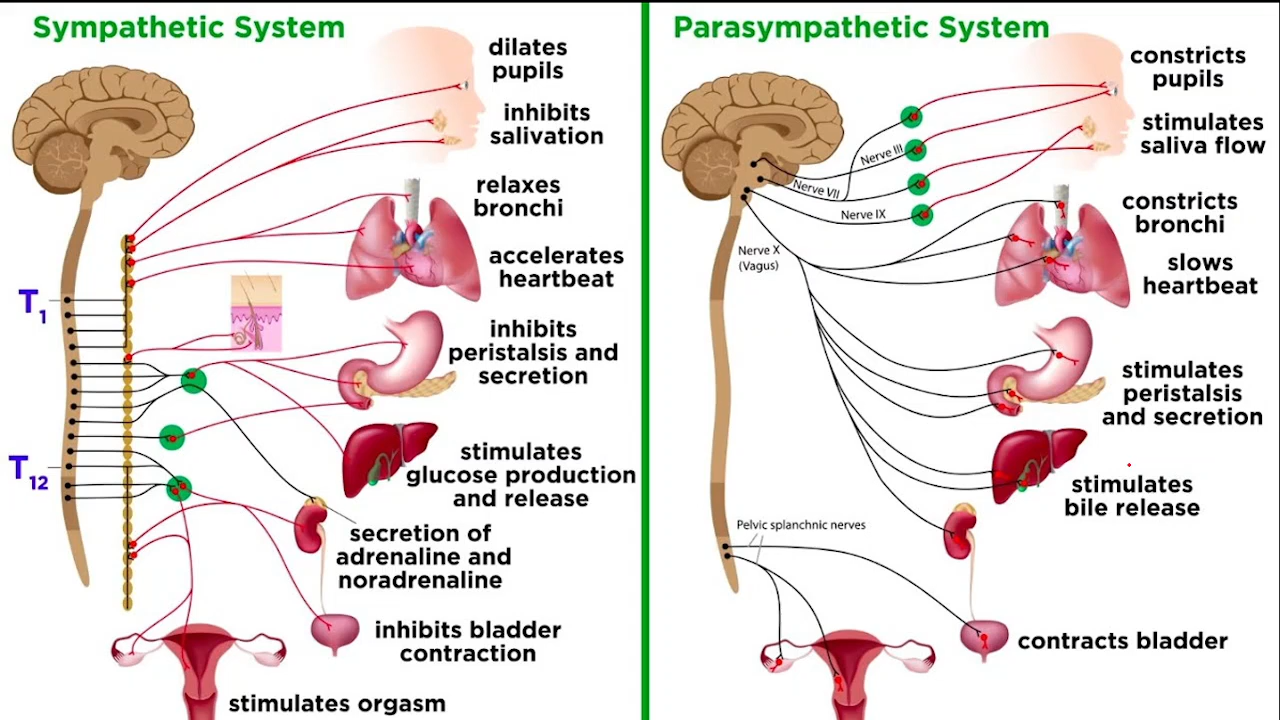 Sympathetic System
dilates
pupils
inhibits
salivation
relaxes
bronchi
accelerates
heartbeat
T1
inhibits
peristalsis and
secretion
T12
stimulates
glucose production
and release
secretion of
adrenaline and
noradrenaline
inhibits bladder
contraction
stimulates orgasm
Parasympathetic System
constricts
pupils
stimulates
saliva flow
Nerve III
Nerve VII
Nerve IX
constricts
bronchi
Nerve X
(Vagus)
slows
heartbeat
stimulates
peristalsis
and secretion
stimulates
bile release
Pelvic splanchnic nerves
contracts bladder